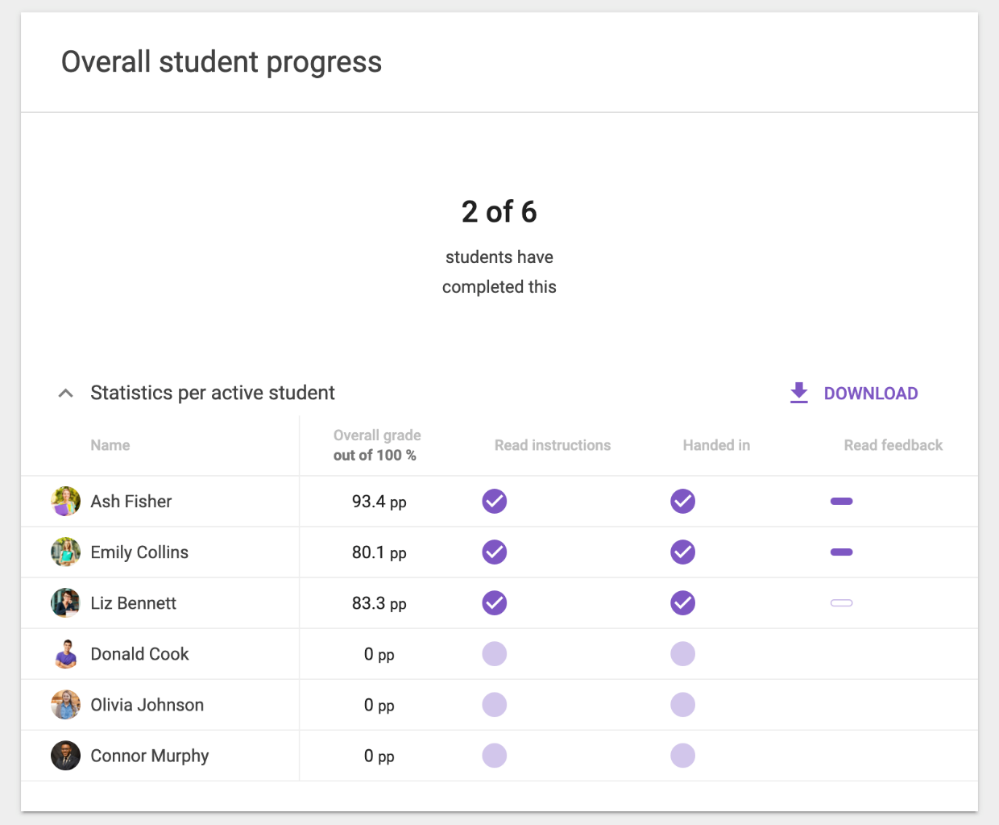 Overall student progress
2 of 6
students have
completed this
Statistics per active student
DOWNLOAD
Name
Overall grade
out of 100 %
Read instructions
Handed in
Read feedback
Ash Fisher 93.4 pp
Emily Collins 80.1 pp
Liz Bennett 83.3 pp
Donald Cook 0 pp
Olivia Johnson 0 pp
Connor Murphy 0 pp